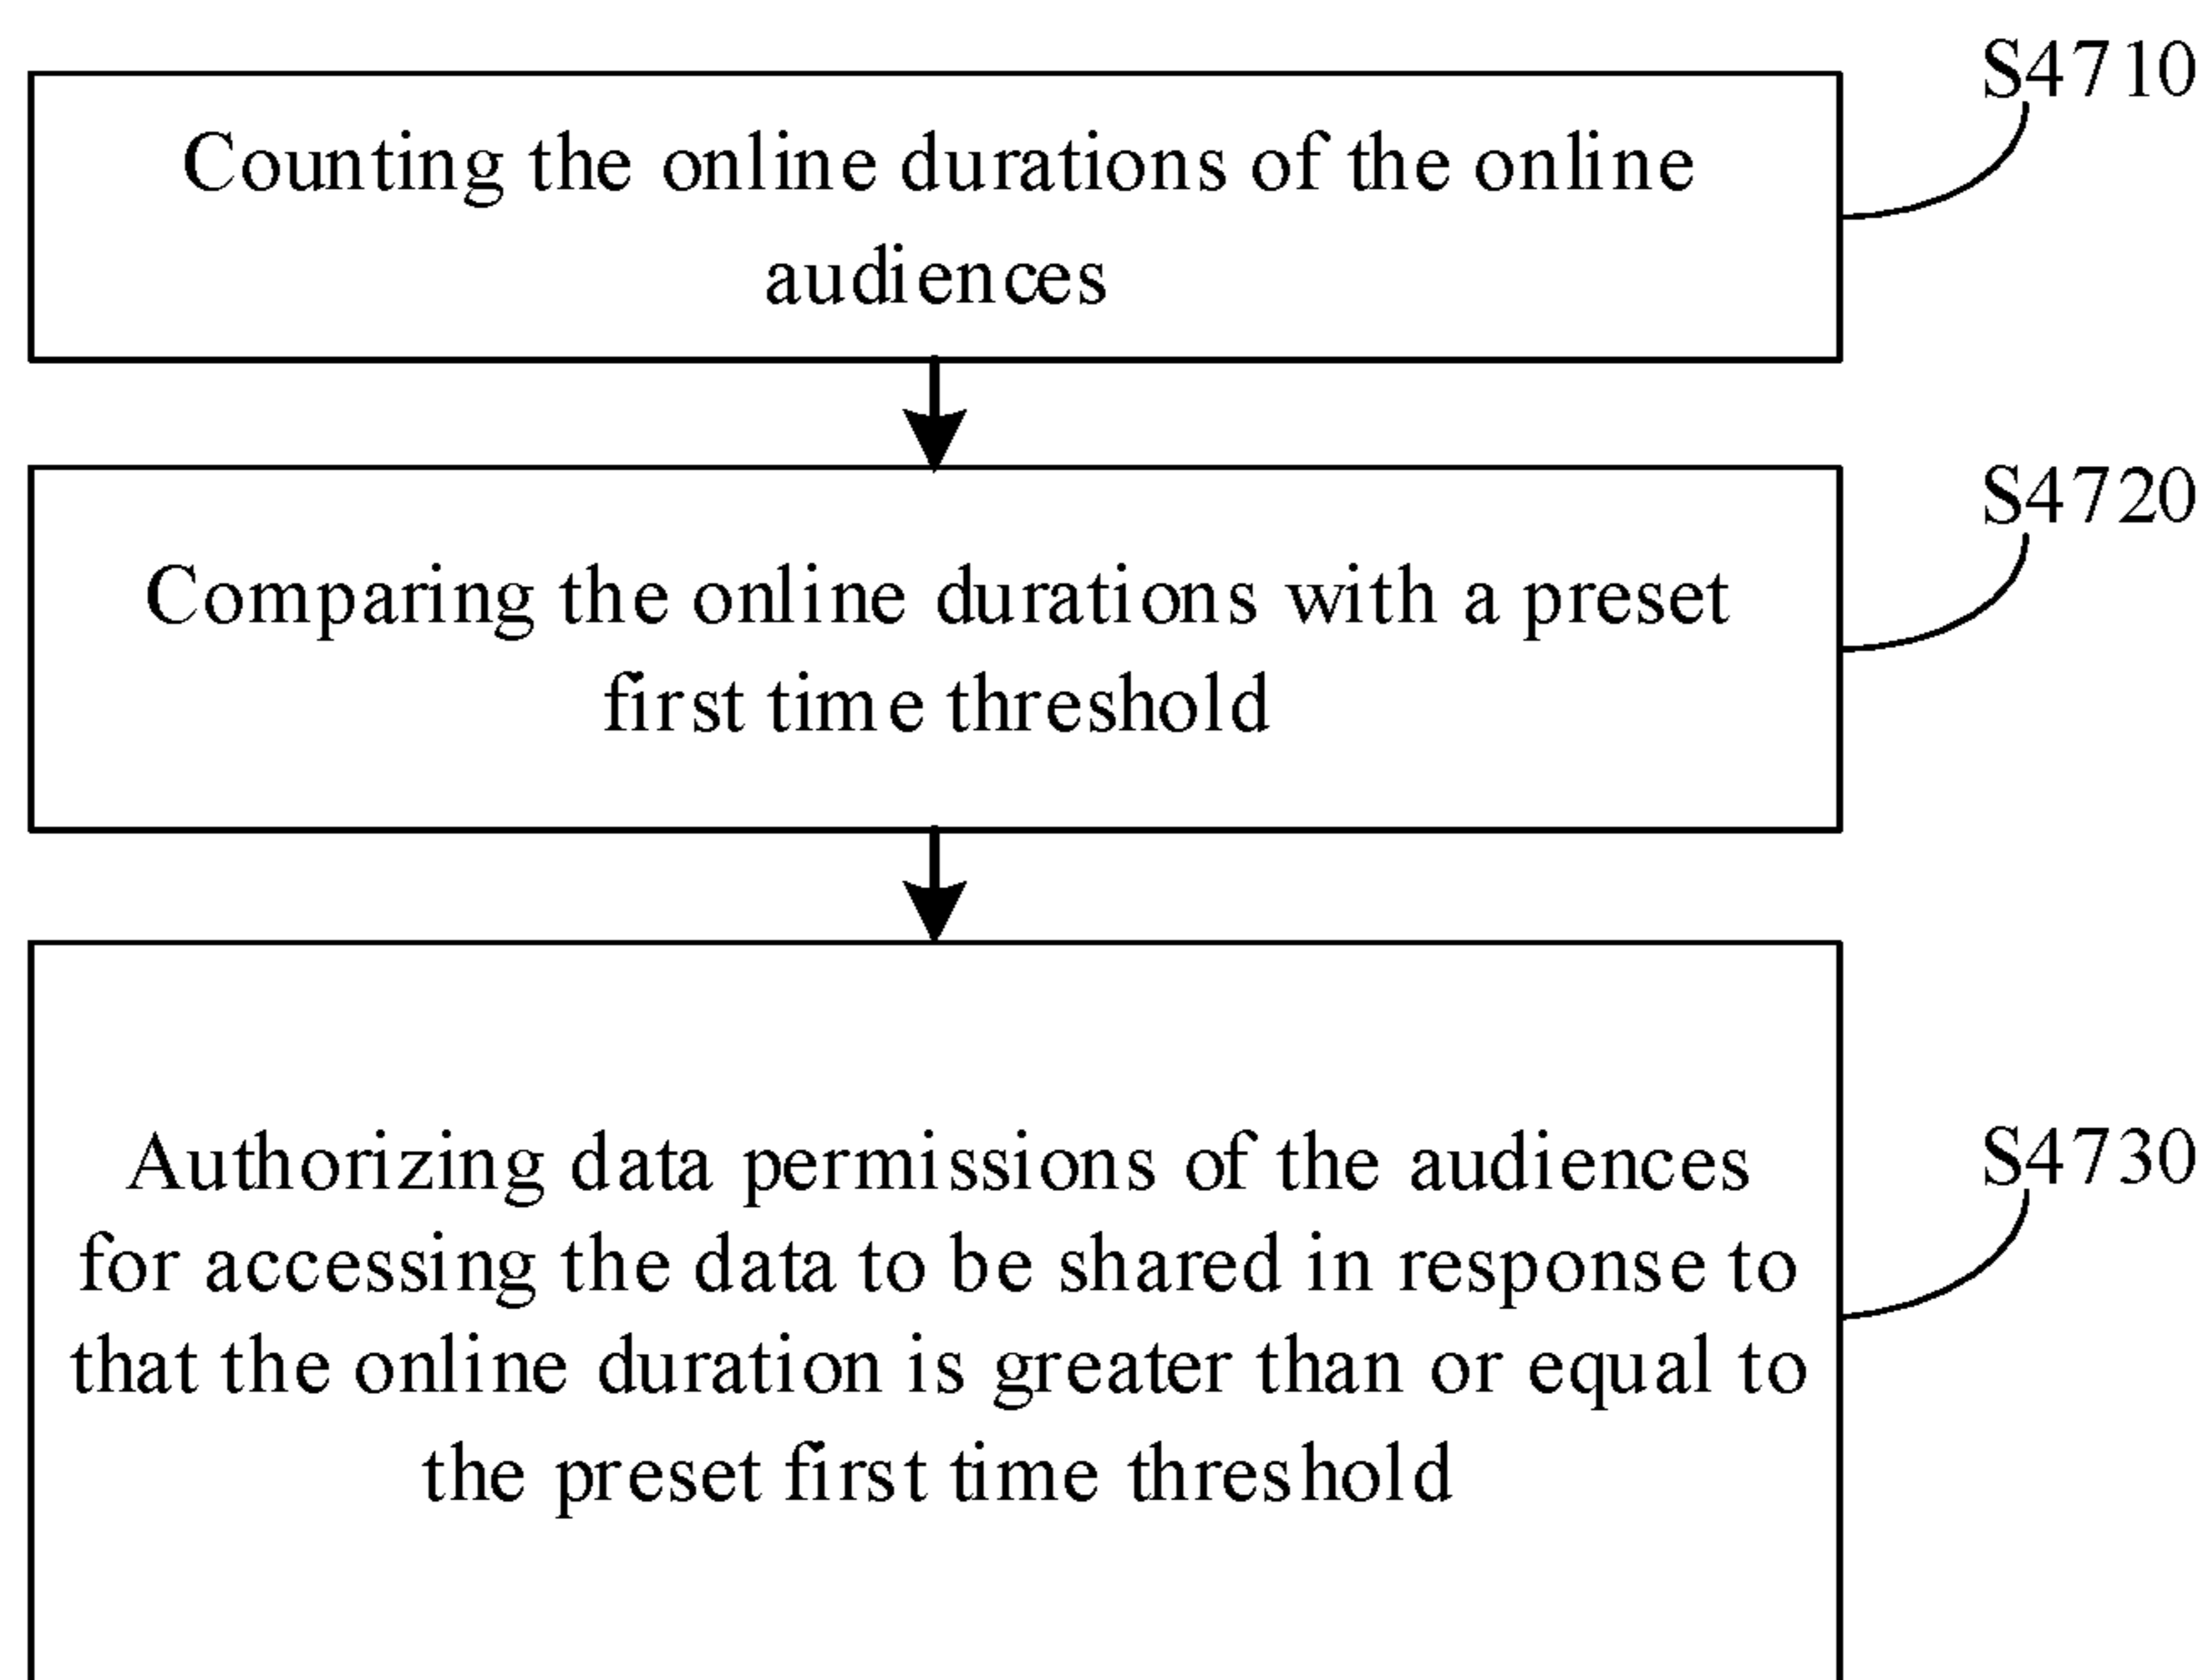 S4710
Counting the online durations of the online
audiences
S4720
Comparing the online durations with a preset
first time threshold
S4730
Authorizing data permissions of the audiences
for accessing the data to be shared in response to
that the online duration is greater than or equal to
the preset first time threshold